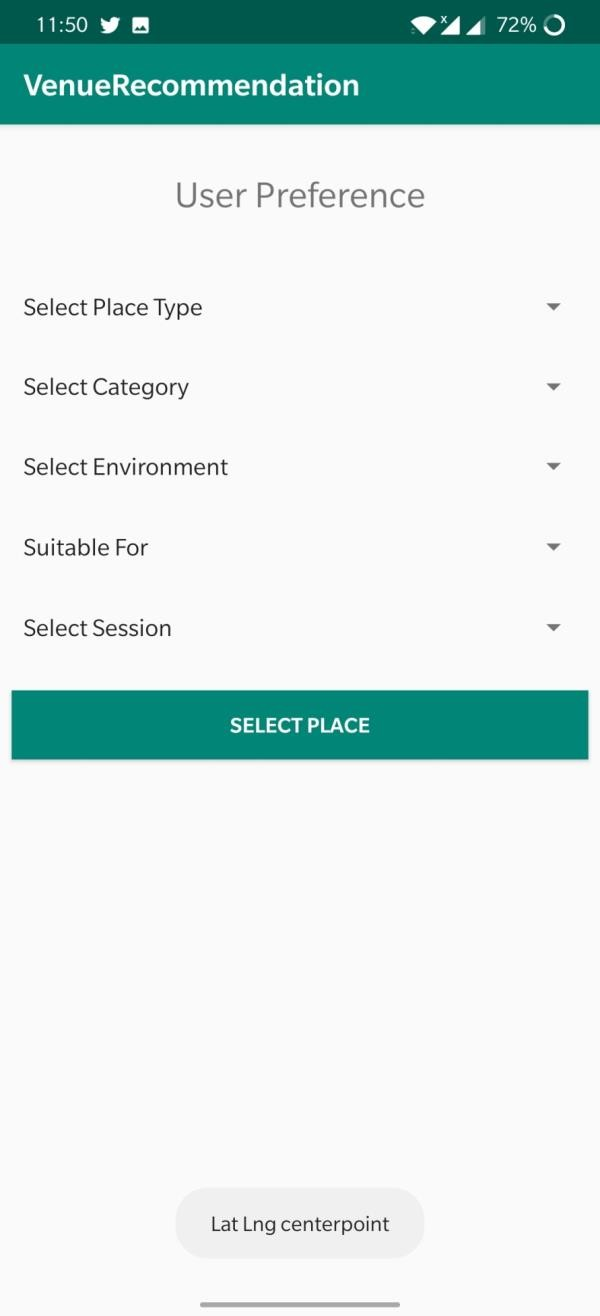 11:50 72%
VenueRecommendation
User Preference
Select Place Type
Select Category
Select Environment
Suitable For
Select Session
SELECT PLACE
Lat Lng centerpoint